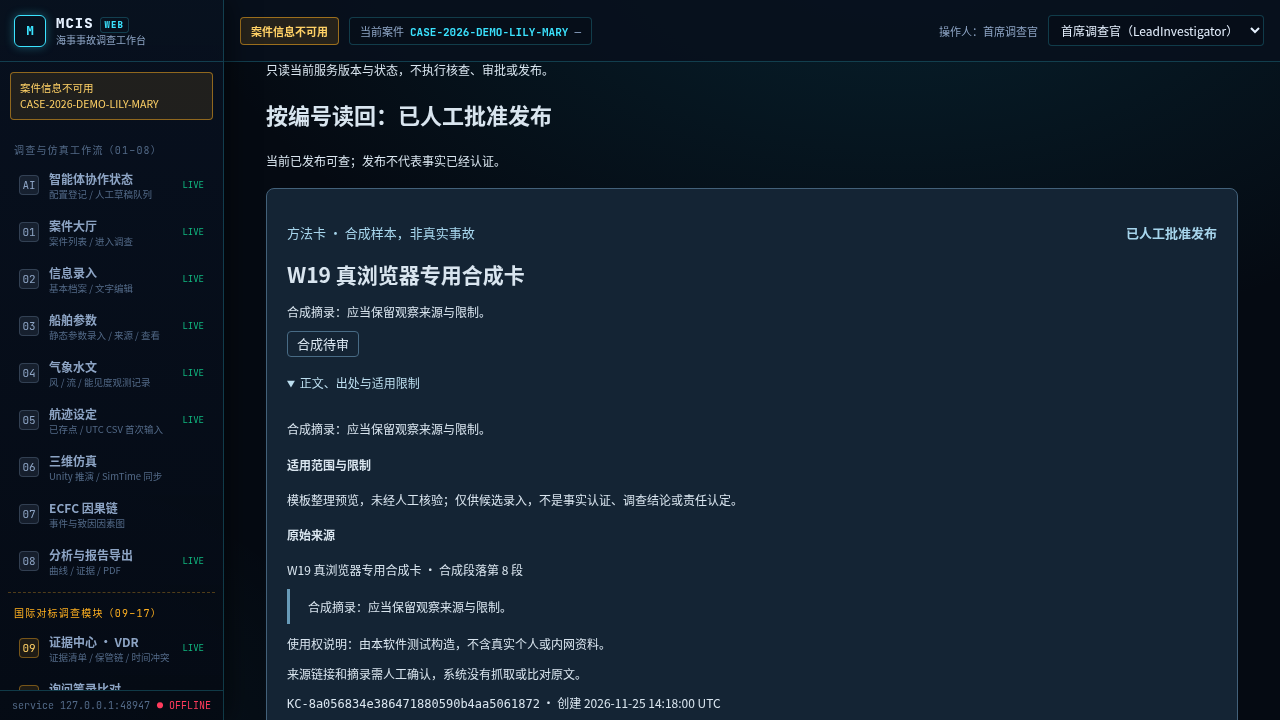 M
MCIS WEB
海事事故调查工作台
案件信息不可用
CASE-2026-DEMO-LILY-MARY
调查与仿真工作流（01–08）
AI 智能体协作状态 LIVE
配置登记 / 人工草稿队列
01 案件大厅 LIVE
案件列表 / 进入调查
02 信息录入 LIVE
基本档案 / 文字编辑
03 船舶参数 LIVE
静态参数录入 / 来源 / 查看
04 气象水文 LIVE
风 / 流 / 能见度观测记录
05 航迹设定 LIVE
已存点 / UTC CSV 首次输入
06 三维仿真
Unity 推演 / SimTime 同步
07 ECFC 因果链
事件与致因因素图
08 分析与报告导出 LIVE
曲线 / 证据 / PDF
国际对标调查模块（09–17）
09 证据中心 · VDR LIVE
证据清单 / 保管链 / 时间冲突
询问笔录比对
service 127.0.0.1:48947 ● OFFLINE
案件信息不可用
当前案件 CASE-2026-DEMO-LILY-MARY —
操作人：首席调查官
首席调查官（LeadInvestigator）
只读当前服务版本与状态，不执行核查、审批或发布。
按编号读回：已人工批准发布
当前已发布可查；发布不代表事实已经认证。
方法卡 · 合成样本，非真实事故
已人工批准发布
W19 真浏览器专用合成卡
合成摘录：应当保留观察来源与限制。
合成待审
▼ 正文、出处与适用限制
合成摘录：应当保留观察来源与限制。
适用范围与限制
模板整理预览，未经人工核验；仅供候选录入，不是事实认证、调查结论或责任认定。
原始来源
W19 真浏览器专用合成卡 · 合成段落第 8 段
合成摘录：应当保留观察来源与限制。
使用权说明：由本软件测试构造，不含真实个人或内网资料。
来源链接和摘录需人工确认，系统没有抓取或比对原文。
KC-8a056834e386471880590b4aa5061872 · 创建 2026-11-25 14:18:00 UTC